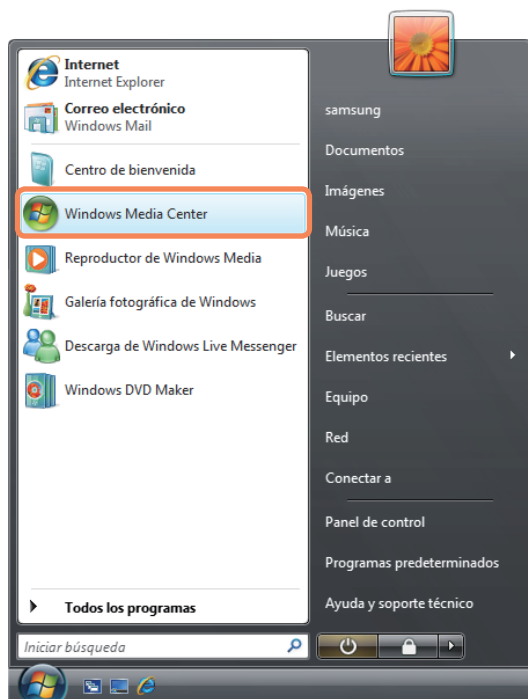 Internet
Internet Explorer
Correo electrónico
Windows Mail
Centro de bienvenida
Windows Media Center
Reproductor de Windows Media
Galería fotográfica de Windows
Descarga de Windows Live Messenger
Windows DVD Maker
Todos los programas
Iniciar búsqueda
samsung
Documentos
Imágenes
Música
Juegos
Buscar
Elementos recientes
Equipo
Red
Conectar a
Panel de control
Programas predeterminados
Ayuda y soporte técnico